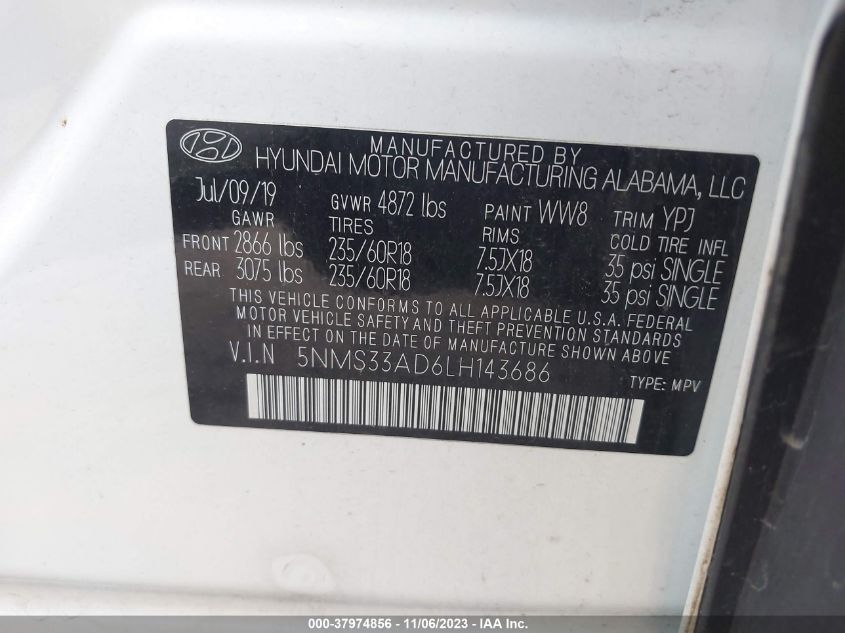 MANUFACTURED BY
HYUNDAI MOTOR MANUFACTURING ALABAMA, LLC
Jul/09/19 GVWR 4872 lbs PAINT WW8 TRIM YPJ
GAWR TIRES RIMS COLD TIRE INFL
FRONT 2866 lbs 235/60R18 7.5JX18 35 psi SINGLE
REAR 3075 lbs 235/60R18 7.5JX18 35 psi SINGLE
THIS VEHICLE CONFORMS TO ALL APPLICABLE U.S.A. FEDERAL
MOTOR VEHICLE SAFETY AND THEFT PREVENTION STANDARDS
IN EFFECT ON THE DATE OF MANUFACTURE SHOWN ABOVE.
V.I.N 5NMS33AD6LH143686 TYPE: MPV
000-37974856 - 11/06/2023 - IAAI.COM